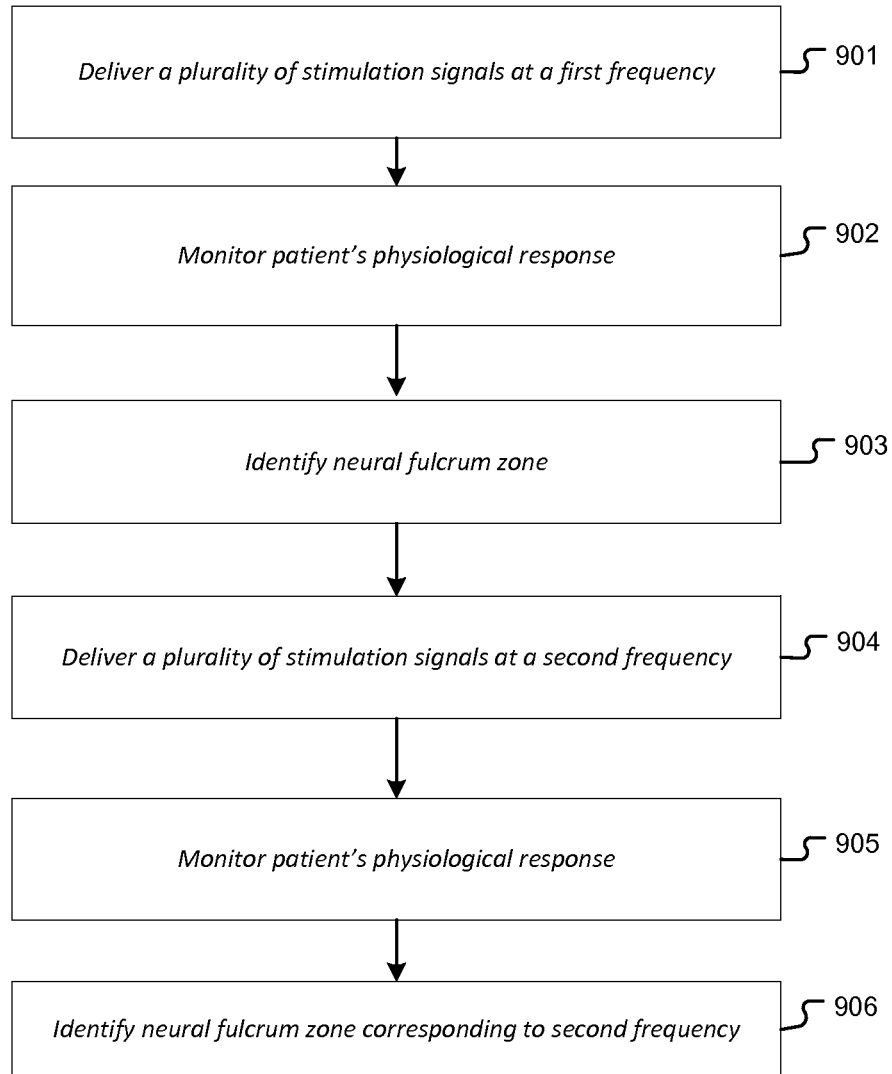 Deliver a plurality of stimulation signals at a first frequency
901
Monitor patient's physiological response
902
Identify neural fulcrum zone
903
Deliver a plurality of stimulation signals at a second frequency
904
Monitor patient's physiological response
905
Identify neural fulcrum zone corresponding to second frequency
906